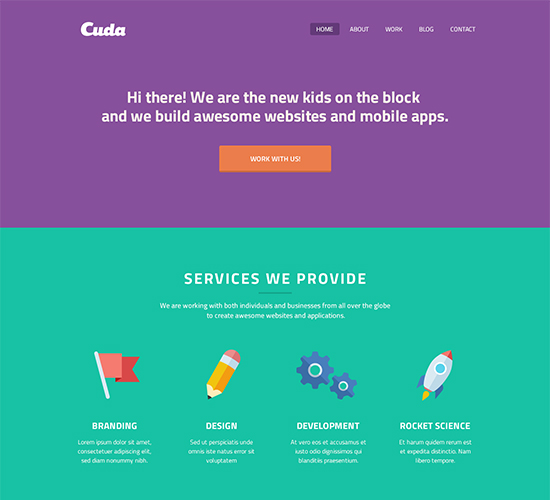 Cuda
HOME ABOUT WORK BLOG CONTACT
Hi there! We are the new kids on the block
and we build awesome websites and mobile apps.
WORK WITH US!
SERVICES WE PROVIDE
We are working with both individuals and businesses from all over the globe
to create awesome websites and applications.
BRANDING
Lorem ipsum dolor sit amet,
consectetuer adipiscing elit,
sed diam nonummy nibh.
DESIGN
Sed ut perspiciatis unde
omnis iste natus error sit
voluptatem
DEVELOPMENT
At vero eos et accusamus et
iusto odio dignissimos qui
blanditiis praesentium.
ROCKET SCIENCE
Et harum quidem rerum est
et expedita distinctio. Nam
libero tempore.